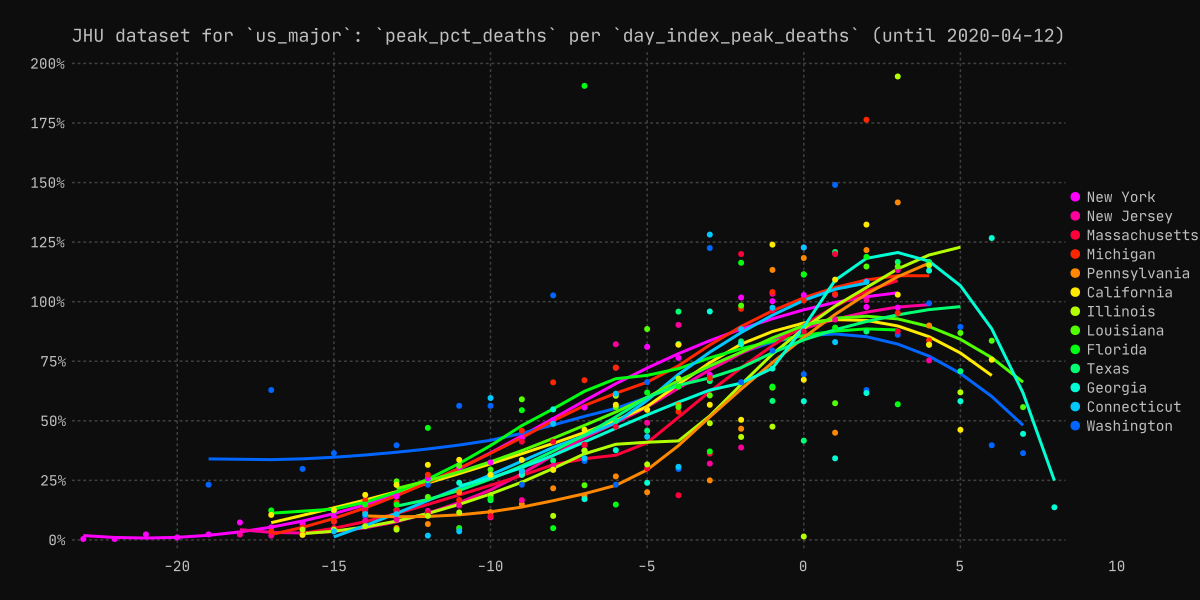 JHU dataset for `us_major`: `peak_pct_deaths` per `day_index_peak_deaths` (until 2020-04-12)
200%
175%
150%
125%
100%
75%
50%
25%
0%
-20 -15 -10 -5 0 5 10
New York
New Jersey
Massachusetts
Michigan
Pennsylvania
California
Illinois
Louisiana
Florida
Texas
Georgia
Connecticut
Washington